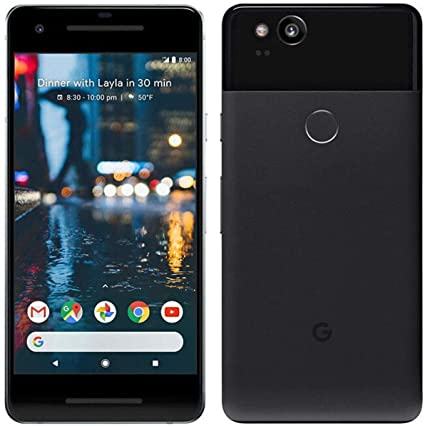 8:00
Dinner with Layla in 30 min
8:30 - 10:00 pm | 50°F
G
G